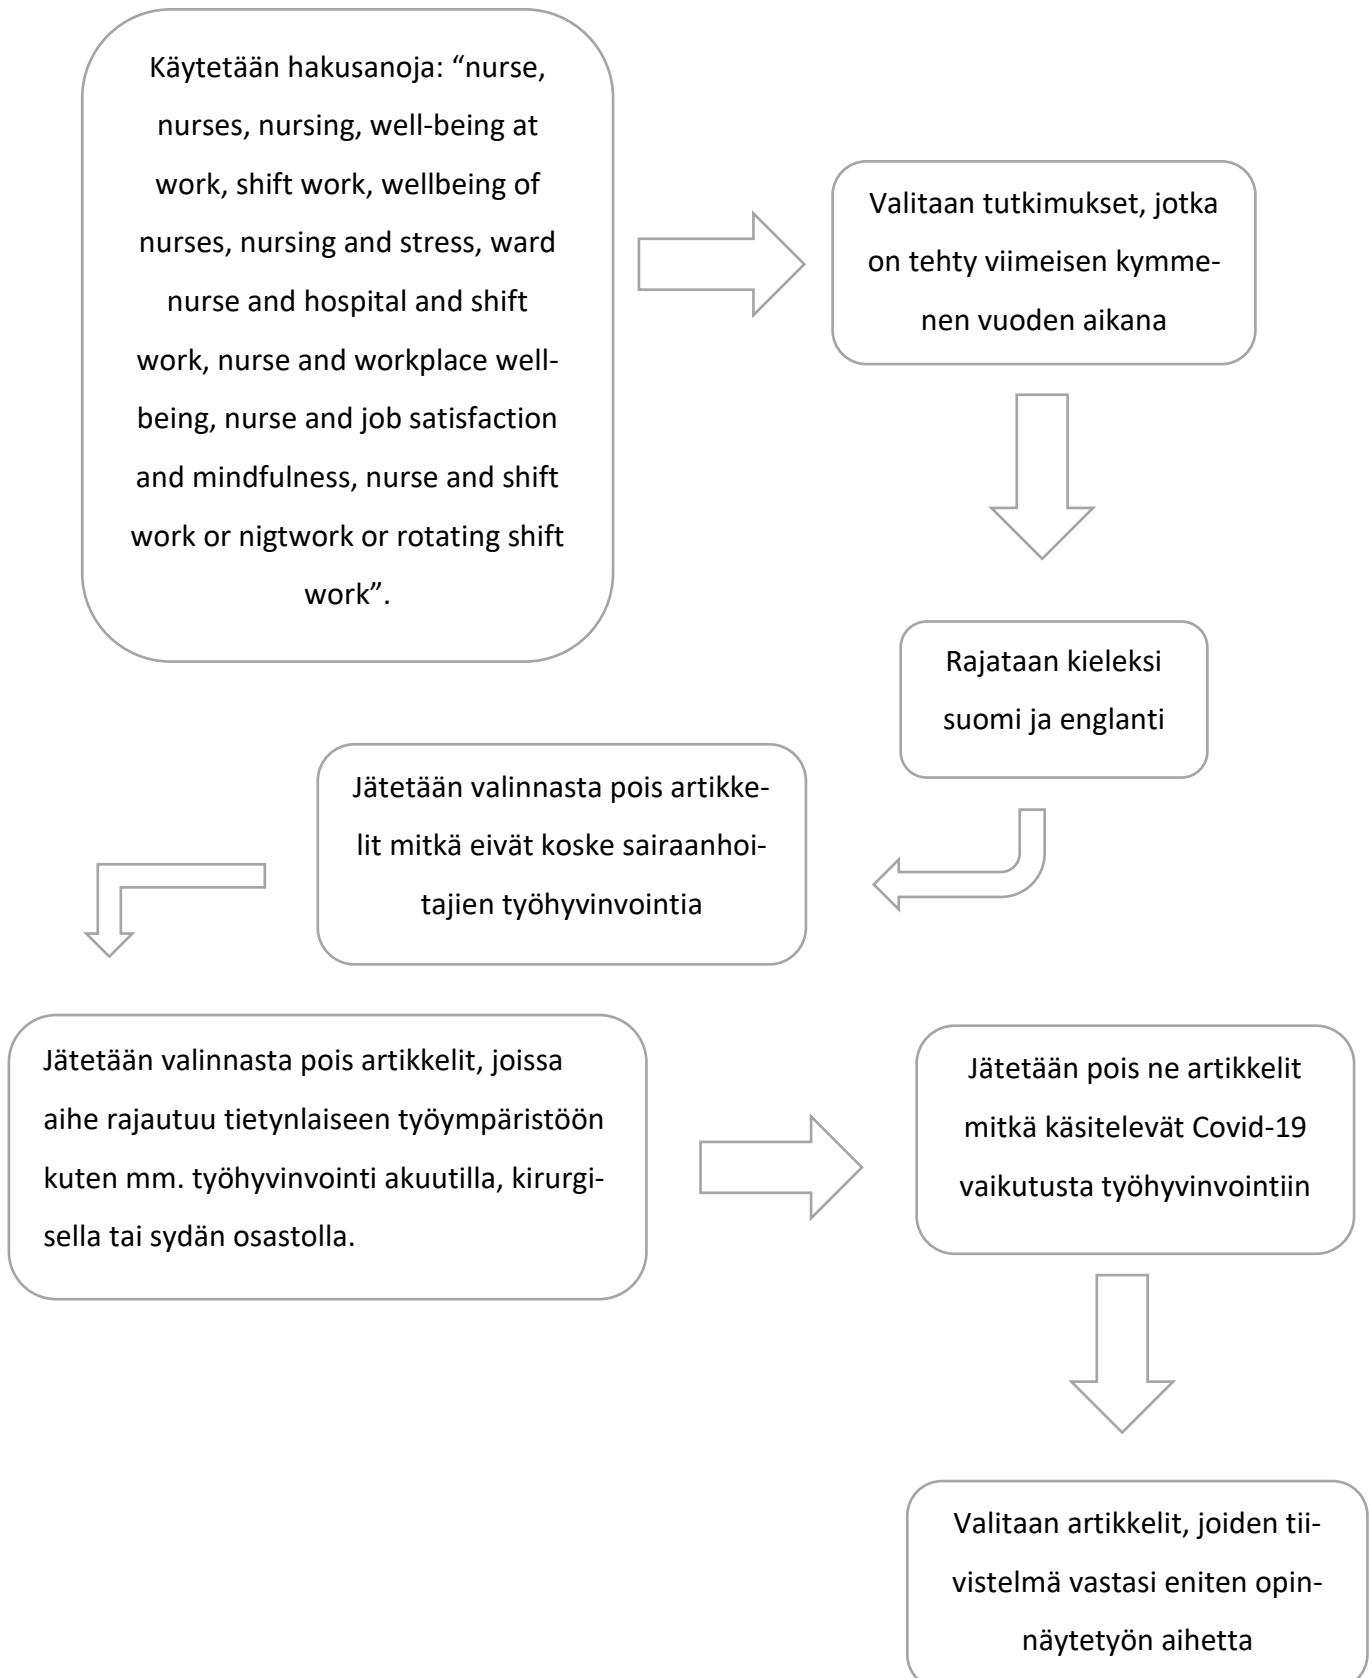 Käytetään hakusanoja: “nurse,
nurses, nursing, well-being at
work, shift work, wellbeing of
nurses, nursing and stress, ward
nurse and hospital and shift
work, nurse and workplace well-
being, nurse and job satisfaction
and mindfulness, nurse and shift
work or nigtwork or rotating shift
work”.
Valitaan tutkimukset, jotka
on tehty viimeisen kymme-
nen vuoden aikana
Rajataan kieleksi
suomi ja englanti
Jätetään valinnasta pois artikke-
lit mitkä eivät koske sairaanhoi-
tajien työhyvinvointia
Jätetään valinnasta pois artikkelit, joissa
aihe rajautuu tietynlaiseen työympäristöön
kuten mm. työhyvinvointi akuutilla, kirurgi-
sella tai sydän osastolla.
Jätetään pois ne artikkelit
mitkä käsitelevät Covid-19
vaikutusta työhyvinvointiin
Valitaan artikkelit, joiden tii-
vistelmä vastasi eniten opin-
näytetyön aihetta